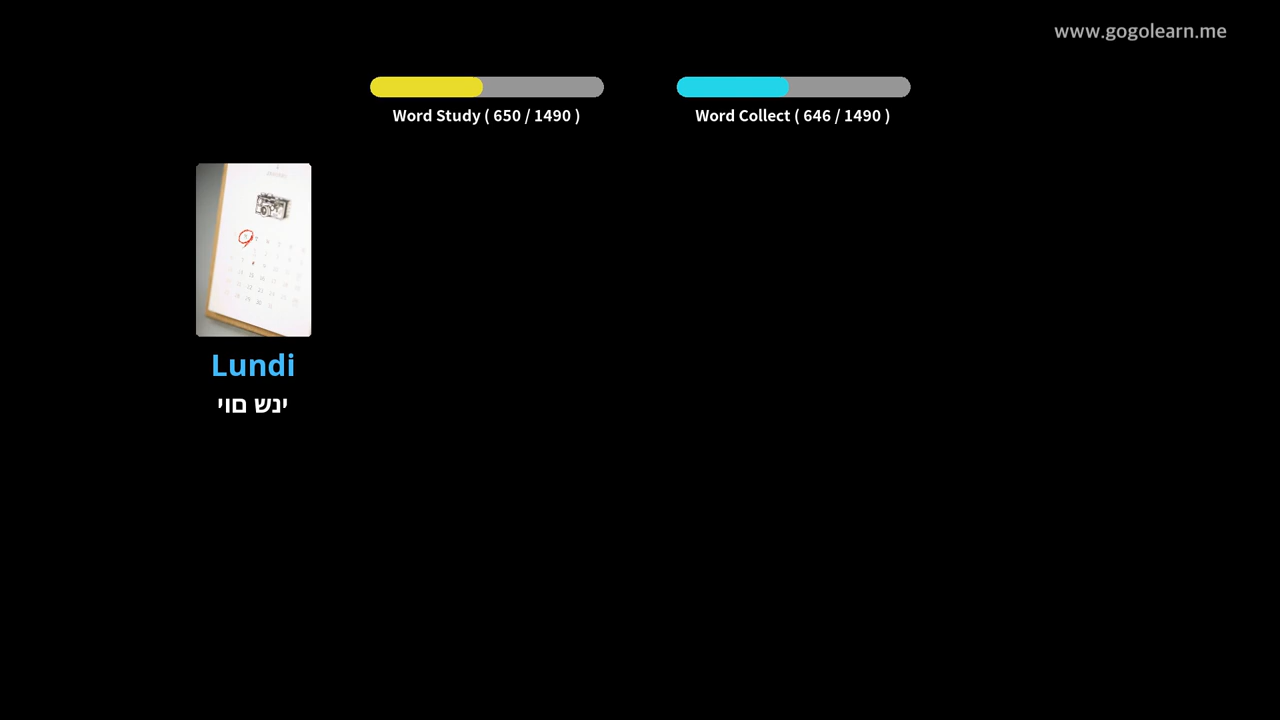 www.gogolearn.me
Word Study ( 650 / 1490 )
Word Collect ( 646 / 1490 )
Lundi
יום שני